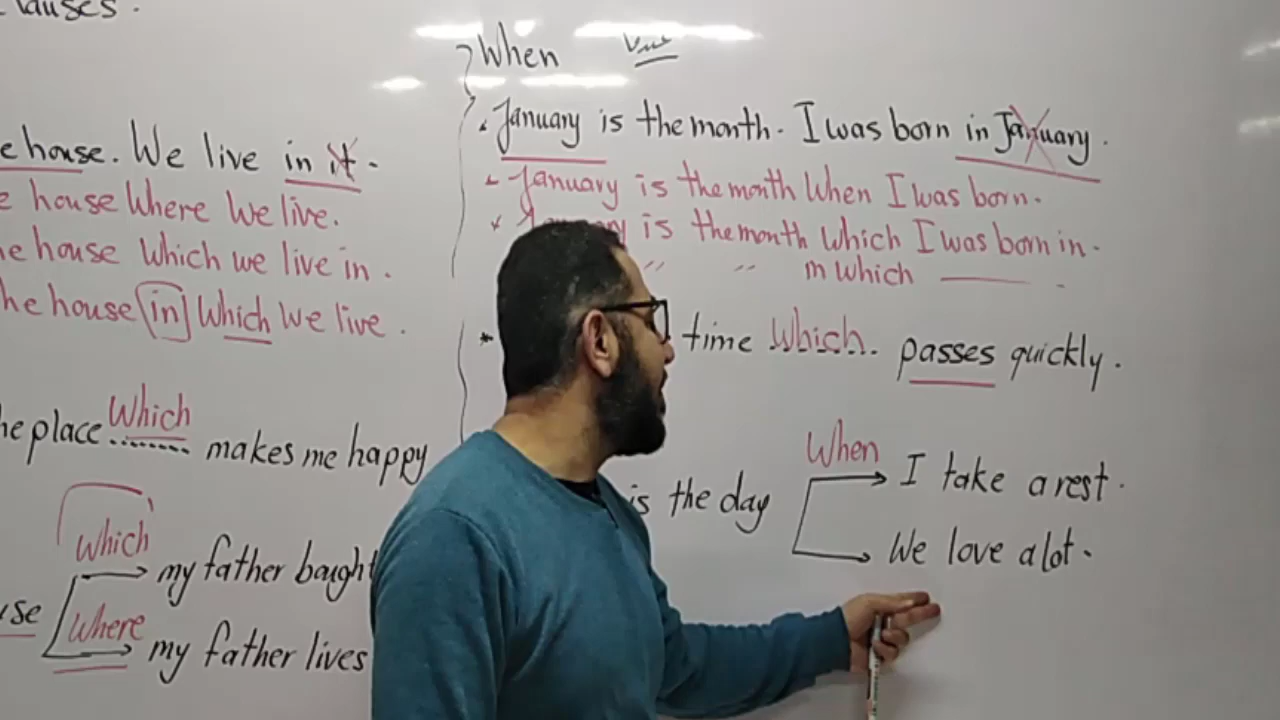 lauses.
e house. We live in it.
e house Where We live.
he house Which we live in.
he house (in) Which We live.
he place Which ........ makes me happy
Which my father bought
use
Where my father lives
When
January is the month. I was born in January.
January is the month When I was born.
is the month Which I was born in.
" " in which ——— .
time Which passes quickly.
is the day
When I take a rest.
We love a lot.